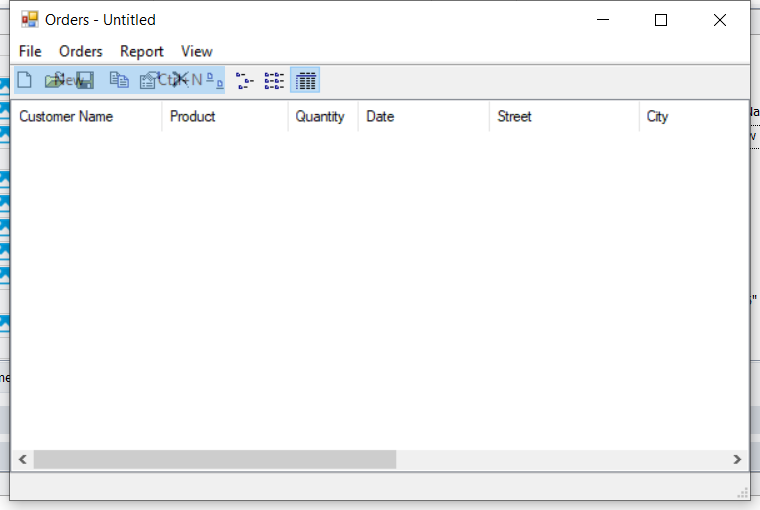 Orders - Untitled
File Orders Report View
New Ctrl+N
Customer Name Product Quantity Date Street City